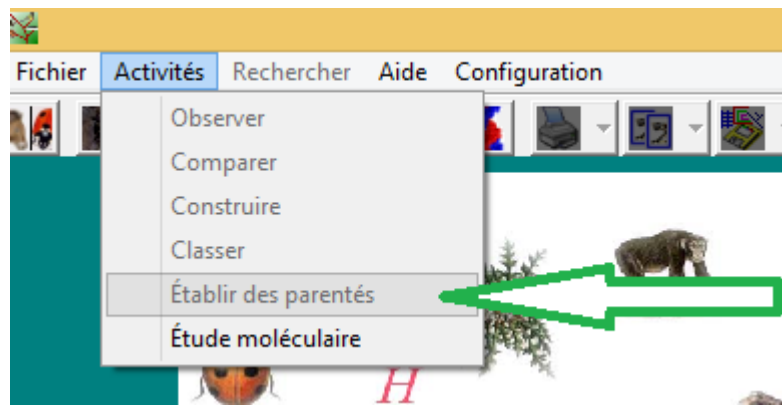 Fichier Activités Rechercher Aide Configuration
Observer
Comparer
Construire
Classer
Établir des parentés
Étude moléculaire
H